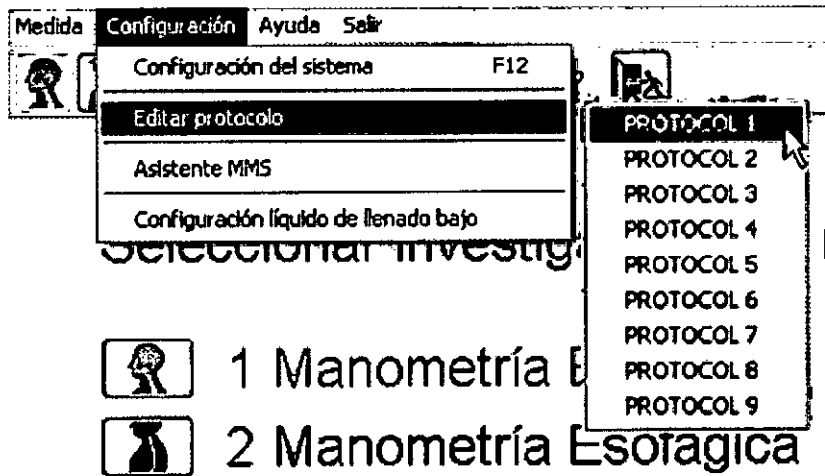 Medida Configuración Ayuda Salir
Configuración del sistema F12
Editar protocolo
Asistente MMS
Configuración líquido de llenado bajo
PROTOCOL 1
PROTOCOL 2
PROTOCOL 3
PROTOCOL 4
PROTOCOL 5
PROTOCOL 6
PROTOCOL 7
PROTOCOL 8
PROTOCOL 9
Seleccionar
1 Manometría
2 Manometría Esofágica